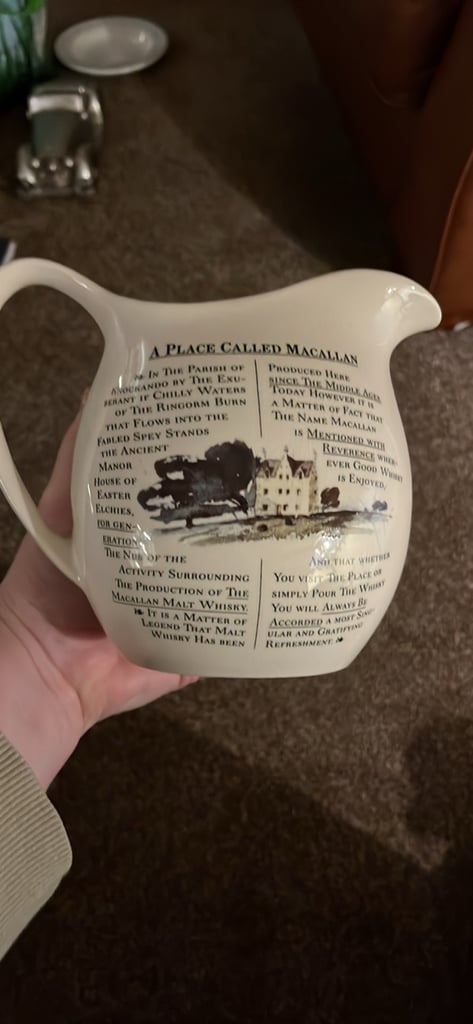 A Place Called Macallan
❧ In The Parish of
Knockando by The Exu-
berant if Chilly Waters
of The Ringorm Burn
that Flows into the
Fabled Spey Stands
the Ancient
Manor
House of
Easter
Elchies,
for gen-
erations
The Nub of the
Activity Surrounding
The Production of The
Macallan Malt Whisky.
❧ It is a Matter of
Legend That Malt
Whisky Has been
Produced Here
since The Middle Ages
Today However it is
a Matter of Fact that
The Name Macallan
is Mentioned with
Reverence wher-
ever Good Whisky
is Enjoyed,
And that whether
You visit The Place or
simply Pour The Whisky
You will Always Be
Accorded a most Sing-
ular and Gratifying
Refreshment. ❧